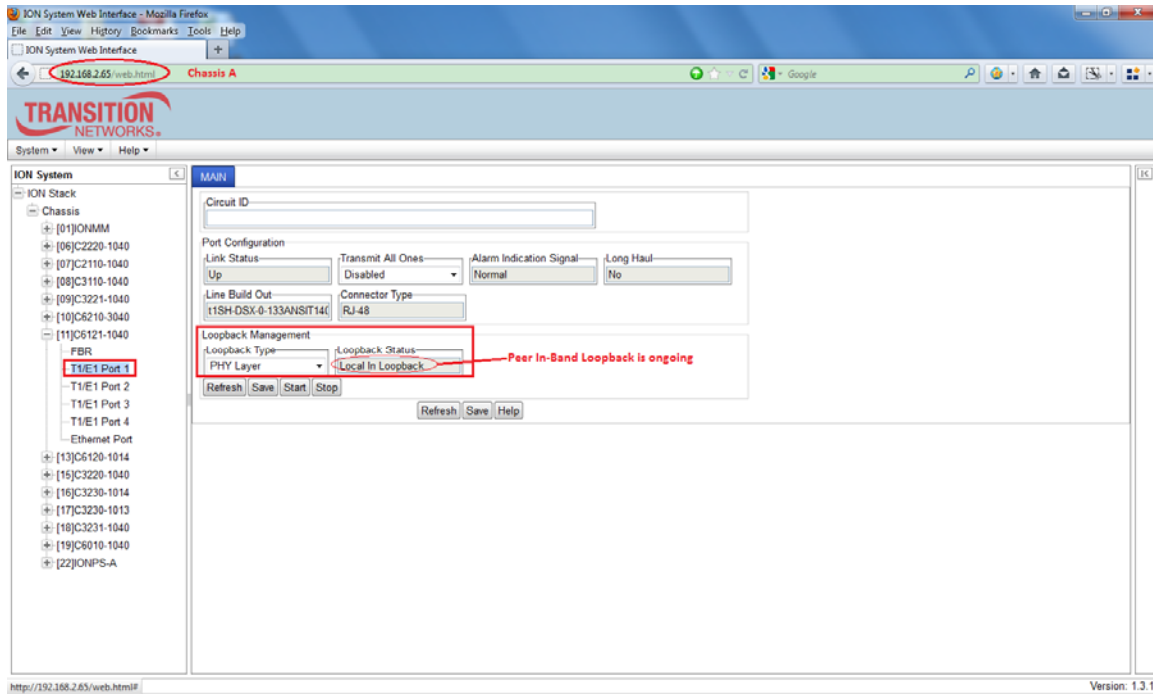 ION System Web Interface - Mozilla Firefox
File Edit View History Bookmarks Tools Help
ION System Web Interface +
192.168.2.65/web.html Chassis A Google
TRANSITION
NETWORKS®
System View Help
ION System
ION Stack
Chassis
[01]IONMM
[06]C2220-1040
[07]C2110-1040
[08]C3110-1040
[09]C3221-1040
[10]C6210-3040
[11]C6121-1040
FBR
T1/E1 Port 1
T1/E1 Port 2
T1/E1 Port 3
T1/E1 Port 4
Ethernet Port
[13]C6120-1014
[15]C3220-1040
[16]C3230-1014
[17]C3230-1013
[18]C3231-1040
[19]C6010-1040
[22]IONPS-A
MAIN
Circuit ID
Port Configuration
Link Status Transmit All Ones Alarm Indication Signal Long Haul
Up Disabled Normal No
Line Build Out Connector Type
t1SH-DSX-0-133ANSIT140 RJ-48
Loopback Management
Loopback Type Loopback Status
PHY Layer Local In Loopback Peer In-Band Loopback is ongoing
Refresh Save Start Stop
Refresh Save Help
http://192.168.2.65/web.html# Version: 1.3.1